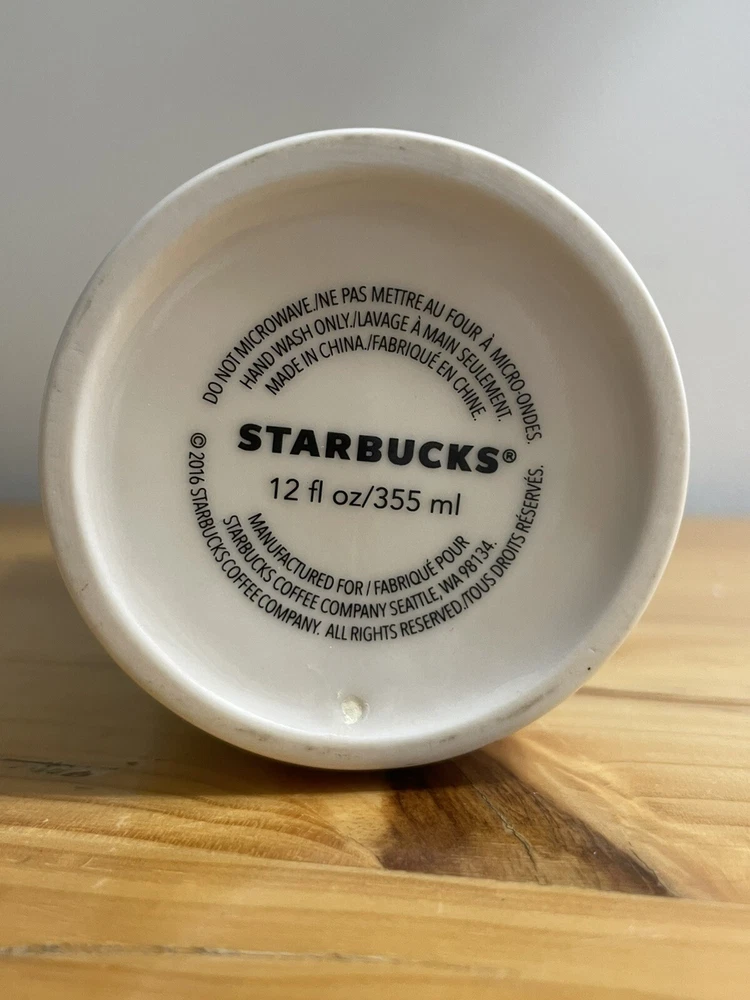 DO NOT MICROWAVE./NE PAS METTRE AU FOUR À MICRO-ONDES.
HAND WASH ONLY./LAVAGE À MAIN SEULEMENT.
MADE IN CHINA./FABRIQUÉ EN CHINE.
STARBUCKS®
12 fl oz/355 ml
MANUFACTURED FOR / FABRIQUÉ POUR
STARBUCKS COFFEE COMPANY SEATTLE, WA 98134.
© 2016 STARBUCKS COFFEE COMPANY. ALL RIGHTS RESERVED./TOUS DROITS RÉSERVÉS.